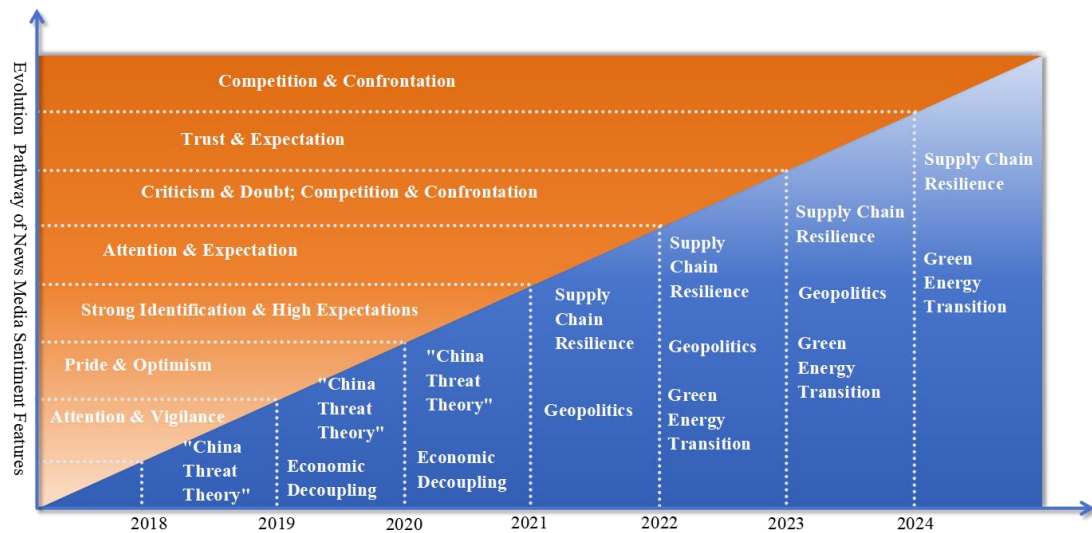 Evolution Pathway of News Media Sentiment Features
Competition & Confrontation
Trust & Expectation
Criticism & Doubt; Competition & Confrontation
Attention & Expectation
Strong Identification & High Expectations
Pride & Optimism
Attention & Vigilance
"China
Threat
Theory"
"China
Threat
Theory"
Economic
Decoupling
"China
Threat
Theory"
Economic
Decoupling
Supply
Chain
Resilience
Geopolitics
Supply
Chain
Resilience
Geopolitics
Green
Energy
Transition
Supply Chain
Resilience
Geopolitics
Green
Energy
Transition
Supply Chain
Resilience
Green
Energy
Transition
2018
2019
2020
2021
2022
2023
2024